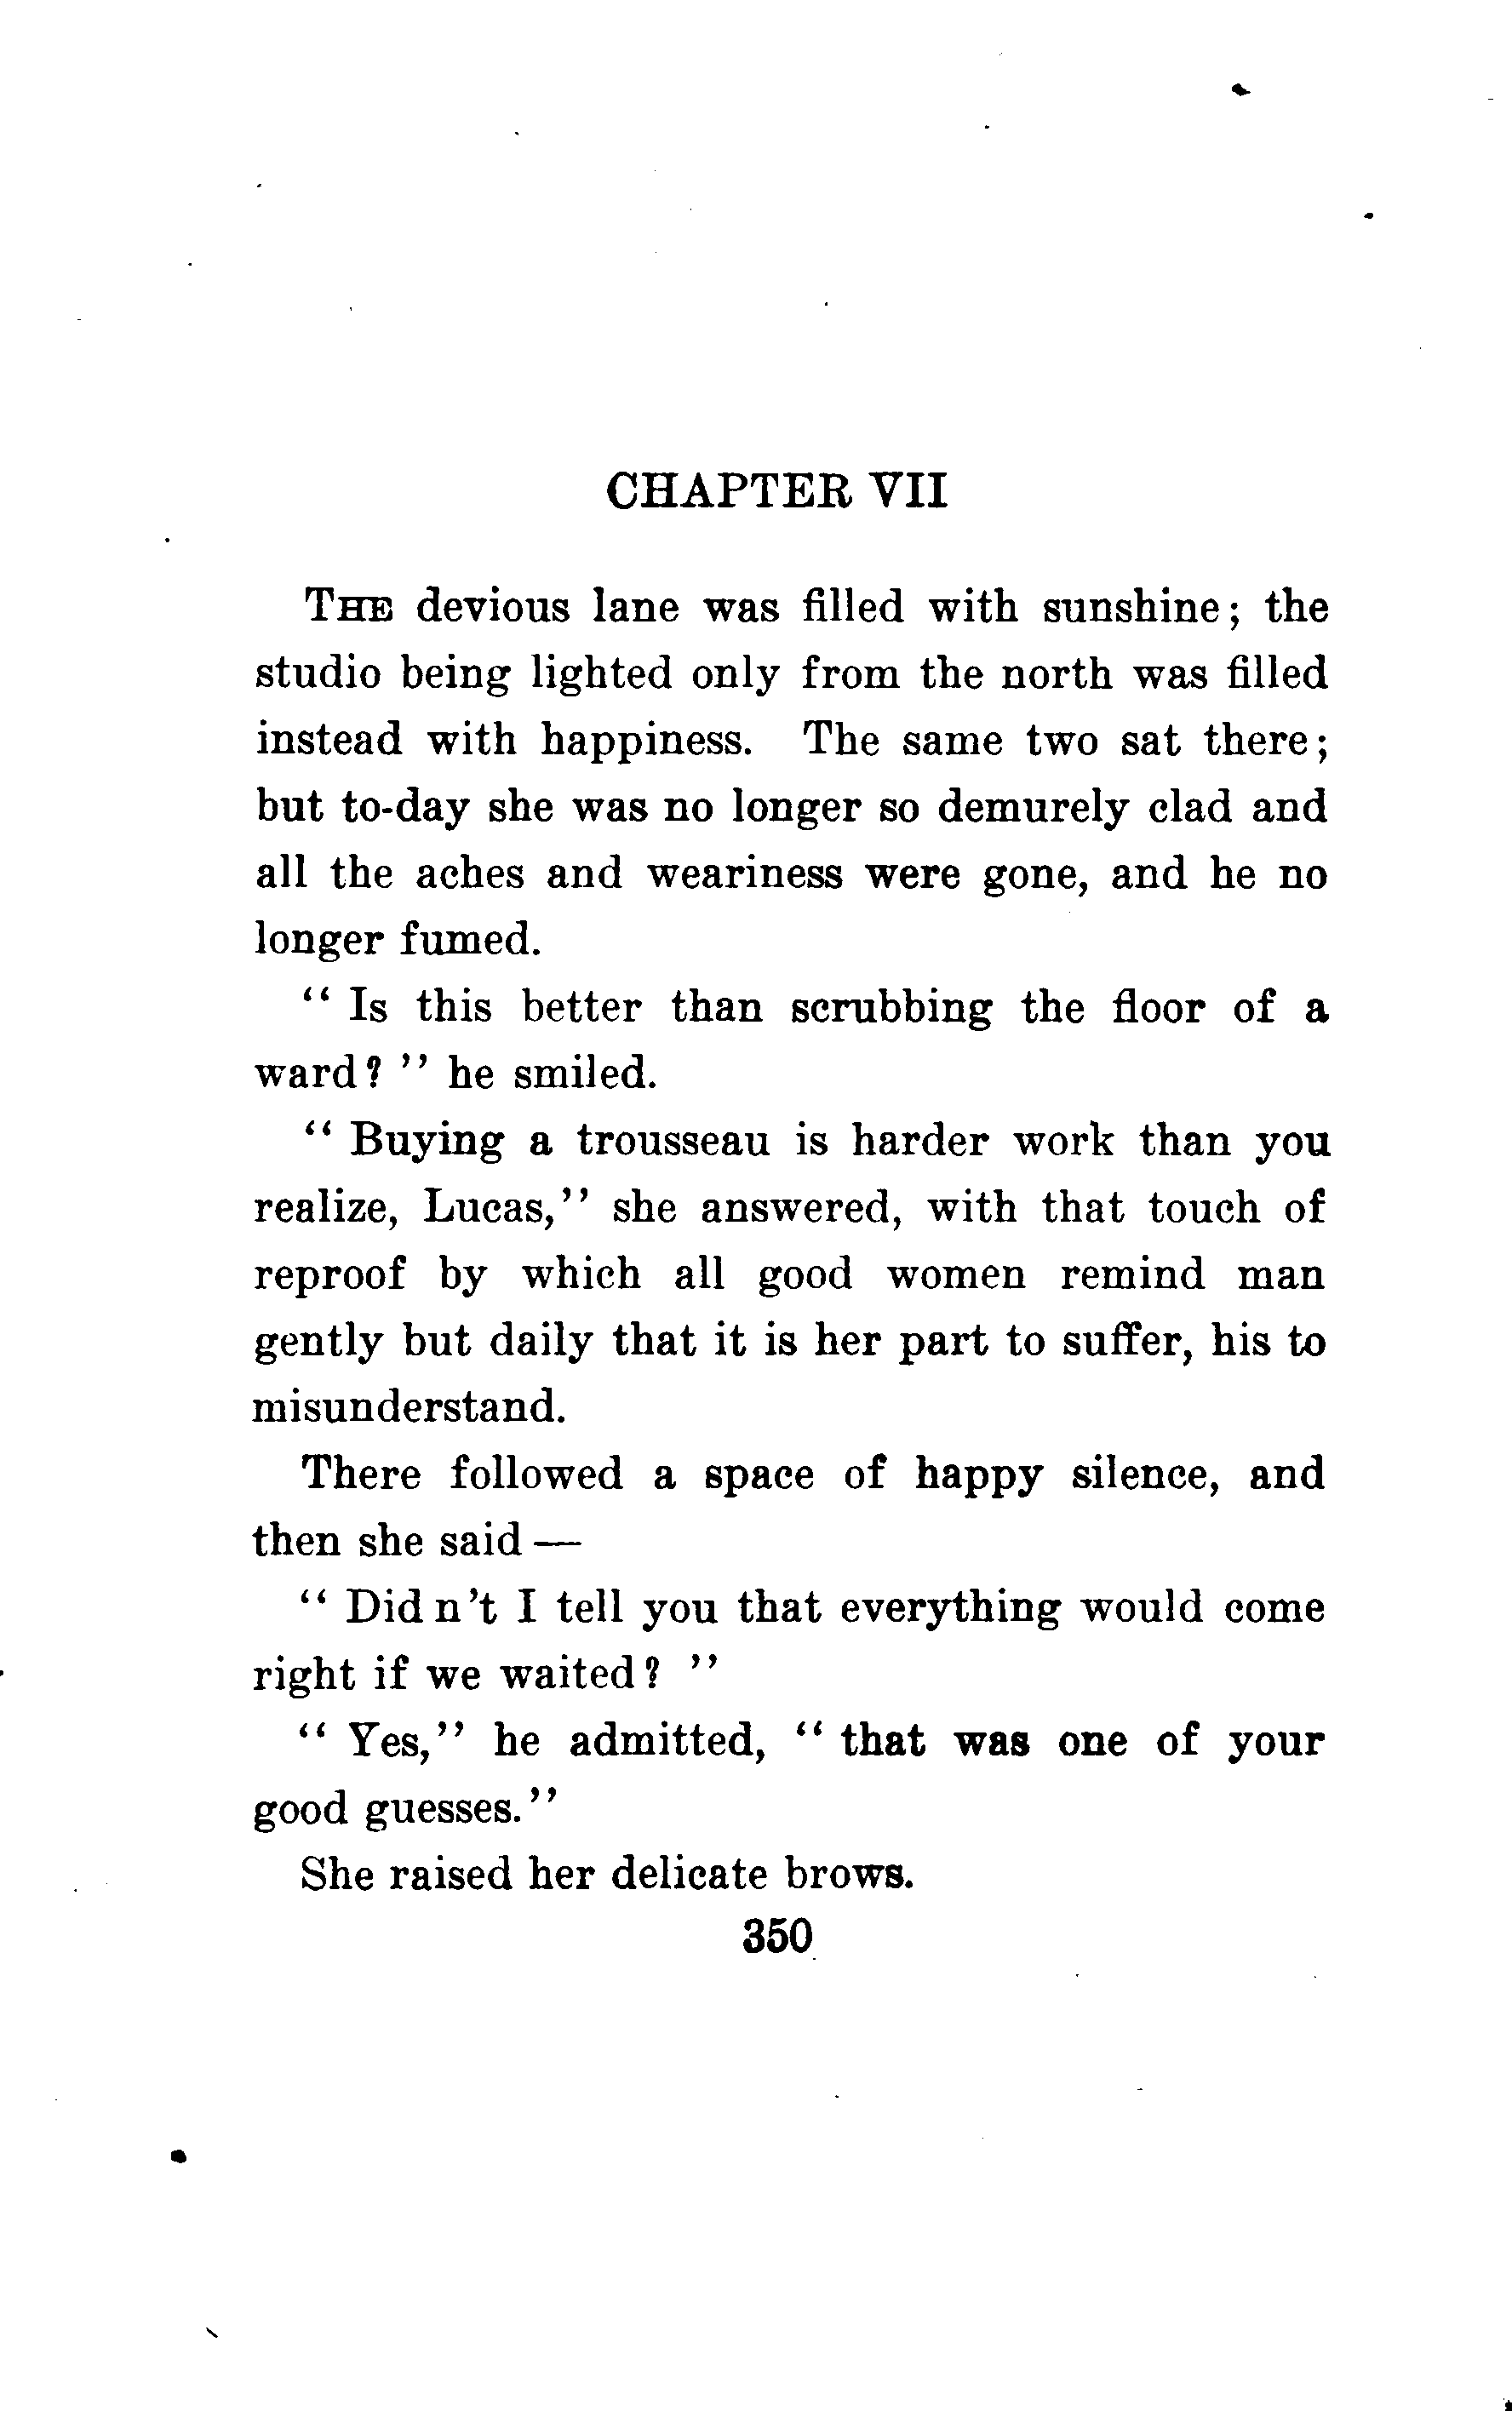 CHAPTER VII
THE devious lane was filled with sunshine; the
studio being lighted only from the north was filled
instead with happiness. The same two sat there;
but to-day she was no longer so demurely clad and
all the aches and weariness were gone, and he no
longer fumed.
“ Is this better than scrubbing the floor of a
ward? ” he smiled.
“ Buying a trousseau is harder work than you
realize, Lucas,” she answered, with that touch of
reproof by which all good women remind man
gently but daily that it is her part to suffer, his to
misunderstand.
There followed a space of happy silence, and
then she said —
“ Did n't I tell you that everything would come
right if we waited? ”
“ Yes,” he admitted, “ that was one of your
good guesses.”
She raised her delicate brows.
350